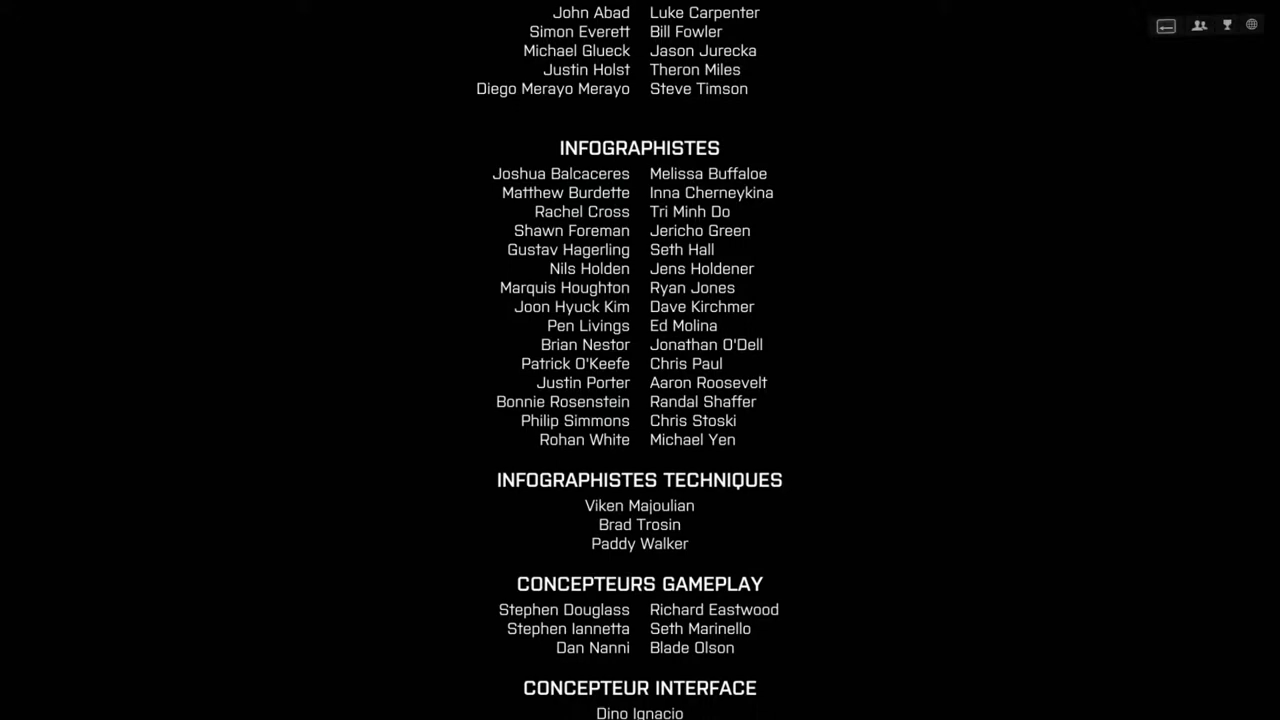 John Abad Luke Carpenter
Simon Everett Bill Fowler
Michael Glueck Jason Jurecka
Justin Holst Theron Miles
Diego Merayo Merayo Steve Timson
INFOGRAPHISTES
Joshua Balcaceres Melissa Buffaloe
Matthew Burdette Inna Cherneykina
Rachel Cross Tri Minh Do
Shawn Foreman Jericho Green
Gustav Hagerling Seth Hall
Nils Holden Jens Holdener
Marquis Houghton Ryan Jones
Joon Hyuck Kim Dave Kirchmer
Pen Livings Ed Molina
Brian Nestor Jonathan O'Dell
Patrick O'Keefe Chris Paul
Justin Porter Aaron Roosevelt
Bonnie Rosenstein Randal Shaffer
Philip Simmons Chris Stoski
Rohan White Michael Yen
INFOGRAPHISTES TECHNIQUES
Viken Majoulian
Brad Trosin
Paddy Walker
CONCEPTEURS GAMEPLAY
Stephen Douglass Richard Eastwood
Stephen Iannetta Seth Marinello
Dan Nanni Blade Olson
CONCEPTEUR INTERFACE
Dino Ignacio